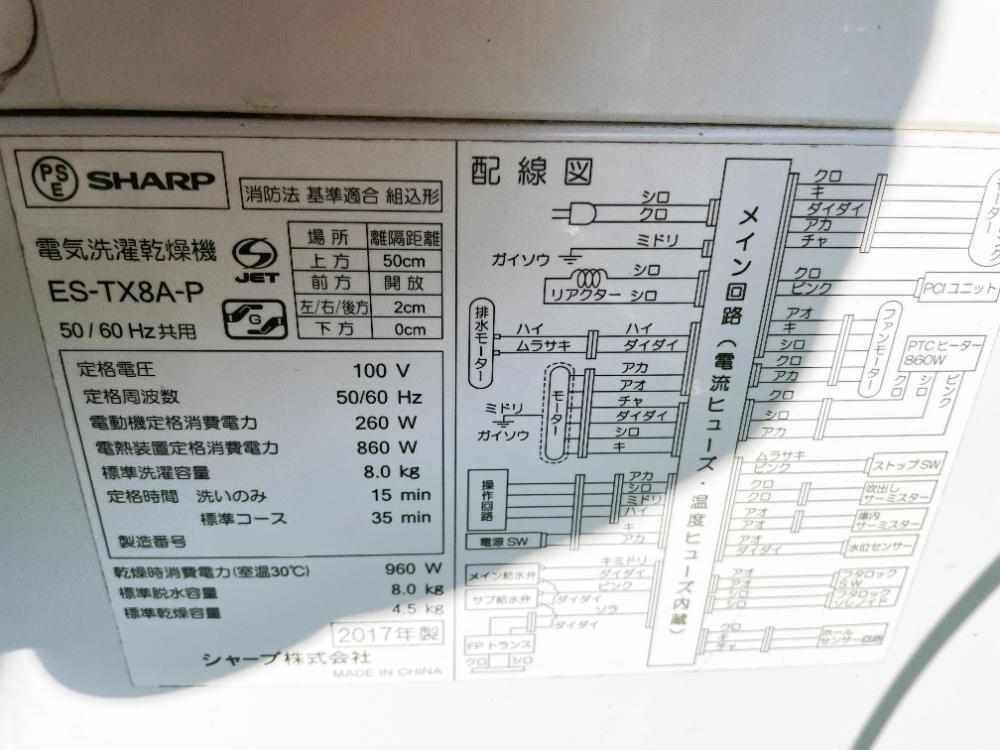 PSE SHARP
消防法 基準適合 組込形
電気洗濯乾燥機
JET
ES-TX8A-P
G
50/60 Hz共用
場所 離隔距離
上方 50cm
前方 開放
左/右/後方 2cm
下方 0cm
定格電圧 100 V
定格周波数 50/60 Hz
電動機定格消費電力 260 W
電熱装置定格消費電力 860 W
標準洗濯容量 8.0 kg
定格時間 洗いのみ 15 min
標準コース 35 min
製造番号
乾燥時消費電力(室温30℃) 960 W
標準脱水容量 8.0 kg
標準乾燥容量 4.5 kg
2017年製
シャープ株式会社
MADE IN CHINA
配線図
シロ
クロ
ミドリ
ガイソウ
シロ
リアクター シロ
排水モーター
ハイ ハイ
ムラサキ ダイダイ
モーター
アカ
アオ
チャ
ダイダイ
シロ
キ
ミドリ
ガイソウ
操作回路
アカ
シロ
ミドリ
ハイ
キ
電源SW アカ
メイン給水弁
キミドリ
ダイダイ
ピンク
サブ給水弁
ダイダイ
ソラ
ダイダイ
FPトランス
クロ シロ
メイン回路(電流ヒューズ・温度ヒューズ内蔵)
クロ
キ
ダイダイ
アカ
チャ
クロ
ピンク
PCIユニット
アオ
キ
シロ
クロ
アカ
ファンモーター
PTCヒーター
860W
クロ
シロ
ピンク
クロ
シロ
アカ
ムラサキ
ピンク
ストップSW
クロ
クロ
吹出し
サーミスター
アオ
アオ
庫内
サーミスター
アオ
ダイダイ
水位センサー
アオ
アオ
フタロック
SW
シロ
シロ
フタロック
ソレノイド
クロ
キ
チャ
ホール
センサー回路